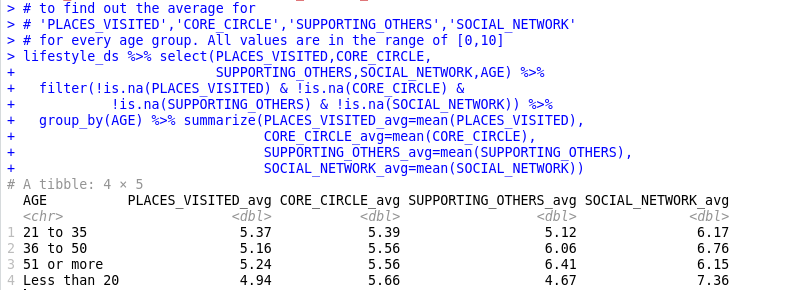 > # to find out the average for
> # 'PLACES_VISITED','CORE_CIRCLE','SUPPORTING_OTHERS','SOCIAL_NETWORK'
> # for every age group. All values are in the range of [0,10]
> lifestyle_ds %>% select(PLACES_VISITED,CORE_CIRCLE,
+                         SUPPORTING_OTHERS,SOCIAL_NETWORK,AGE) %>%
+   filter(!is.na(PLACES_VISITED) & !is.na(CORE_CIRCLE) &
+            !is.na(SUPPORTING_OTHERS) & !is.na(SOCIAL_NETWORK)) %>%
+   group_by(AGE) %>% summarize(PLACES_VISITED_avg=mean(PLACES_VISITED),
+                               CORE_CIRCLE_avg=mean(CORE_CIRCLE),
+                               SUPPORTING_OTHERS_avg=mean(SUPPORTING_OTHERS),
+                               SOCIAL_NETWORK_avg=mean(SOCIAL_NETWORK))
# A tibble: 4 × 5
  AGE          PLACES_VISITED_avg CORE_CIRCLE_avg SUPPORTING_OTHERS_avg SOCIAL_NETWORK_avg
  <chr>                     <dbl>           <dbl>                 <dbl>              <dbl>
1 21 to 35                   5.37            5.39                  5.12               6.17
2 36 to 50                   5.16            5.56                  6.06               6.76
3 51 or more                 5.24            5.56                  6.41               6.15
4 Less than 20               4.94            5.66                  4.67               7.36